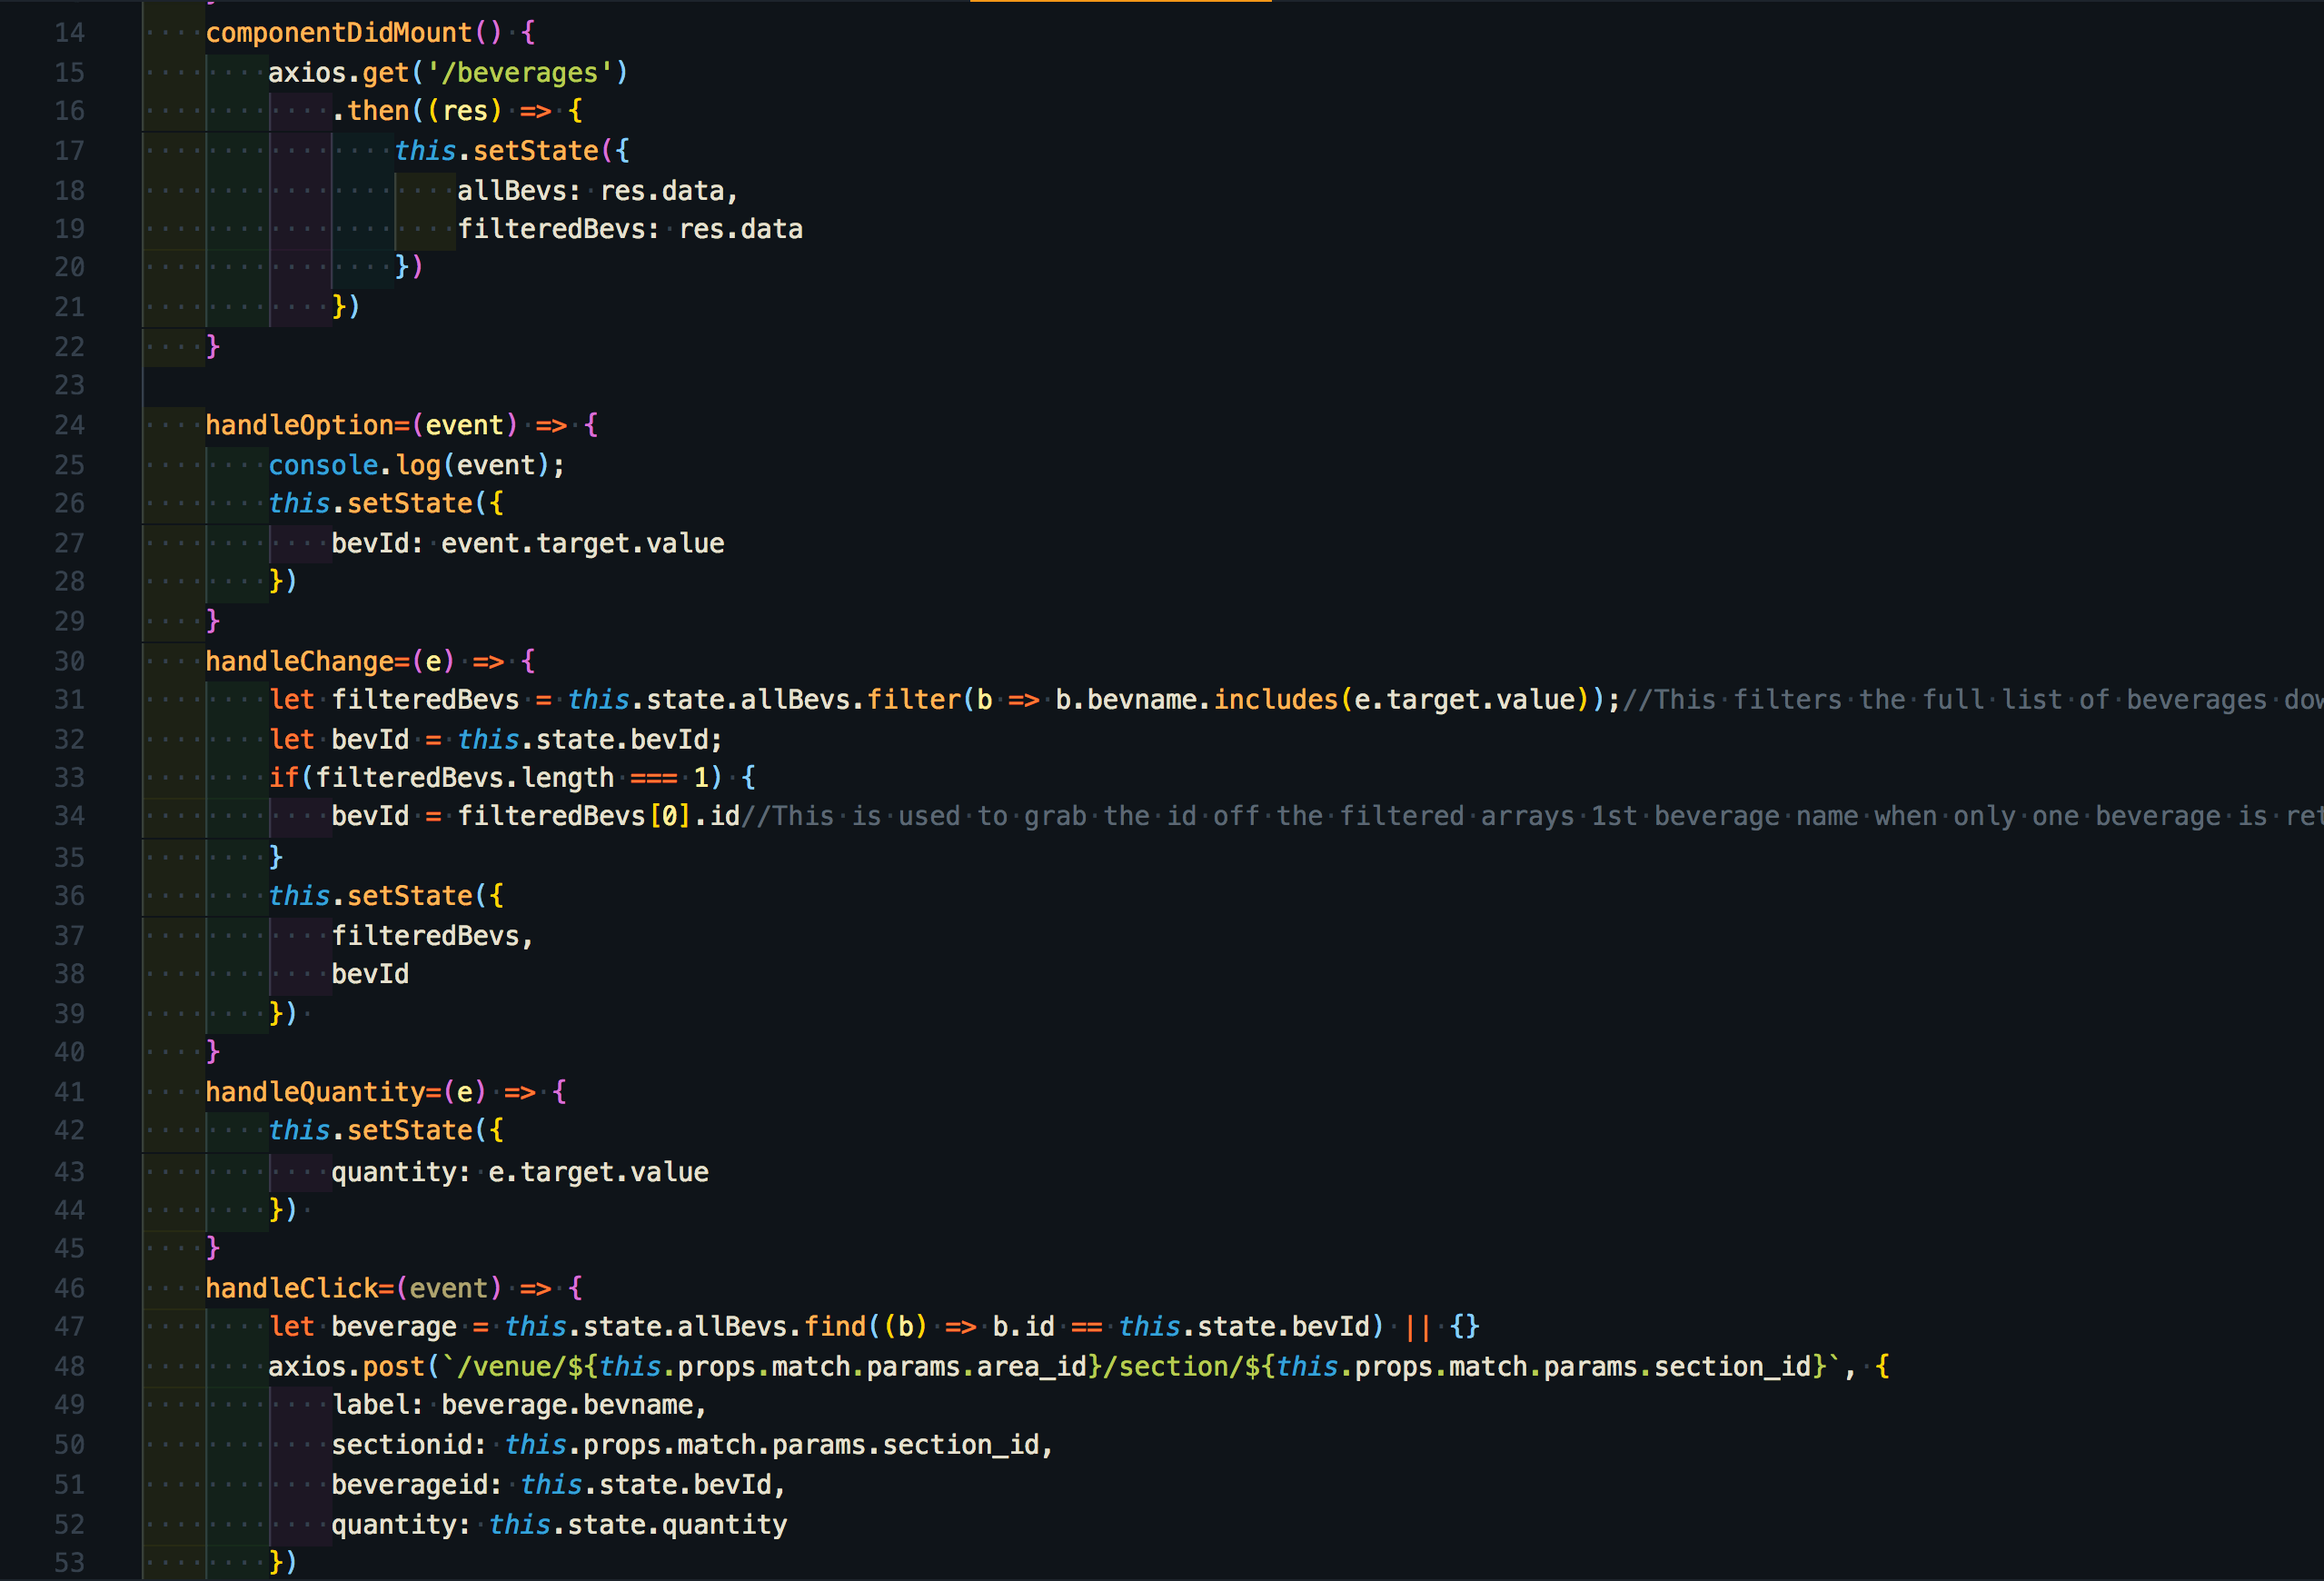 14 componentDidMount() {
15 axios.get('/beverages')
16 .then((res) => {
17 this.setState({
18 allBevs: res.data,
19 filteredBevs: res.data
20 })
21 })
22 }
23
24 handleOption=(event) => {
25 console.log(event);
26 this.setState({
27 bevId: event.target.value
28 })
29 }
30 handleChange=(e) => {
31 let filteredBevs = this.state.allBevs.filter(b => b.bevname.includes(e.target.value));//This filters the full list of beverages
32 let bevId = this.state.bevId;
33 if(filteredBevs.length === 1) {
34 bevId = filteredBevs[0].id//This is used to grab the id off the filtered arrays 1st beverage name when only one beverage is
35 }
36 this.setState({
37 filteredBevs,
38 bevId
39 })
40 }
41 handleQuantity=(e) => {
42 this.setState({
43 quantity: e.target.value
44 })
45 }
46 handleClick=(event) => {
47 let beverage = this.state.allBevs.find((b) => b.id == this.state.bevId) || {}
48 axios.post(`/venue/${this.props.match.params.area_id}/section/${this.props.match.params.section_id}`, {
49 label: beverage.bevname,
50 sectionid: this.props.match.params.section_id,
51 beverageid: this.state.bevId,
52 quantity: this.state.quantity
53 })